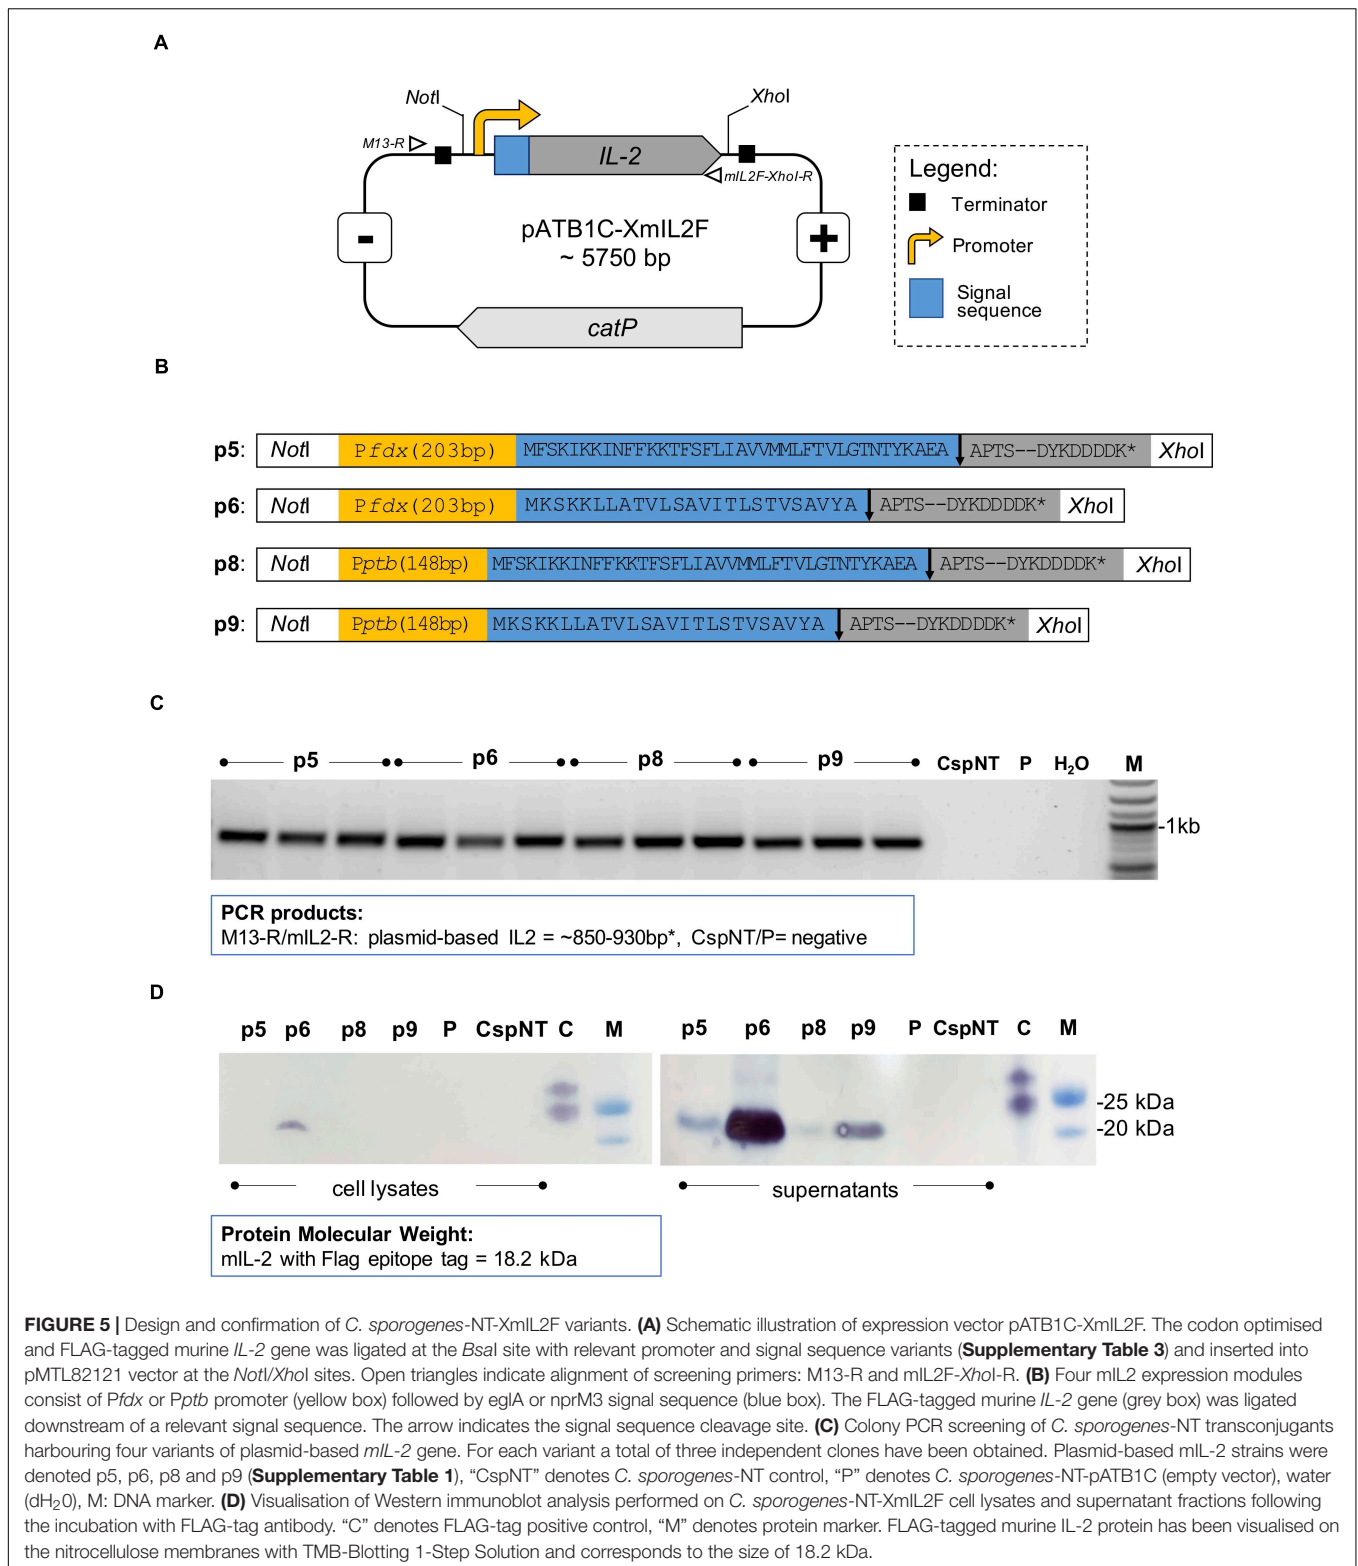 A
NotI
XhoI
M13-R
IL-2
mIL2F-XhoI-R
-
pATB1C-XmIL2F
~ 5750 bp
+
catP
Legend:
Terminator
Promoter
Signal
sequence
B
p5: NotI Pfdx(203bp) MFSKIKKINFFKKTFSFLIAVVMMLFTVLGTNTYKAEA APTS--DYKDDDDK* XhoI
p6: NotI Pfdx(203bp) MKSKKLLATVLSAVITLSTVSAVYA APTS--DYKDDDDK* XhoI
p8: NotI Pptb(148bp) MFSKIKKINFFKKTFSFLIAVVMMLFTVLGTNTYKAEA APTS--DYKDDDDK* XhoI
p9: NotI Pptb(148bp) MKSKKLLATVLSAVITLSTVSAVYA APTS--DYKDDDDK* XhoI
C
p5 p6 p8 p9 CspNT P H2O M
-1kb
PCR products:
M13-R/mIL2-R: plasmid-based IL2 = ~850-930bp*, CspNT/P= negative
D
p5 p6 p8 p9 P CspNT C M p5 p6 p8 p9 P CspNT C M
-25 kDa
-20 kDa
cell lysates supernatants
Protein Molecular Weight:
mIL-2 with Flag epitope tag = 18.2 kDa
FIGURE 5 | Design and confirmation of C. sporogenes-NT-XmIL2F variants. (A) Schematic illustration of expression vector pATB1C-XmIL2F. The codon optimised
and FLAG-tagged murine IL-2 gene was ligated at the BsaI site with relevant promoter and signal sequence variants (Supplementary Table 3) and inserted into
pMTL82121 vector at the NotI/XhoI sites. Open triangles indicate alignment of screening primers: M13-R and mIL2F-XhoI-R. (B) Four mIL2 expression modules
consist of Pfdx or Pptb promoter (yellow box) followed by eglA or nprM3 signal sequence (blue box). The FLAG-tagged murine IL-2 gene (grey box) was ligated
downstream of a relevant signal sequence. The arrow indicates the signal sequence cleavage site. (C) Colony PCR screening of C. sporogenes-NT transconjugants
harbouring four variants of plasmid-based mIL-2 gene. For each variant a total of three independent clones have been obtained. Plasmid-based mIL-2 strains were
denoted p5, p6, p8 and p9 (Supplementary Table 1), “CspNT” denotes C. sporogenes-NT control, “P” denotes C. sporogenes-NT-pATB1C (empty vector), water
(dH20), M: DNA marker. (D) Visualisation of Western immunoblot analysis performed on C. sporogenes-NT-XmIL2F cell lysates and supernatant fractions following
the incubation with FLAG-tag antibody. “C” denotes FLAG-tag positive control, “M” denotes protein marker. FLAG-tagged murine IL-2 protein has been visualised on
the nitrocellulose membranes with TMB-Blotting 1-Step Solution and corresponds to the size of 18.2 kDa.